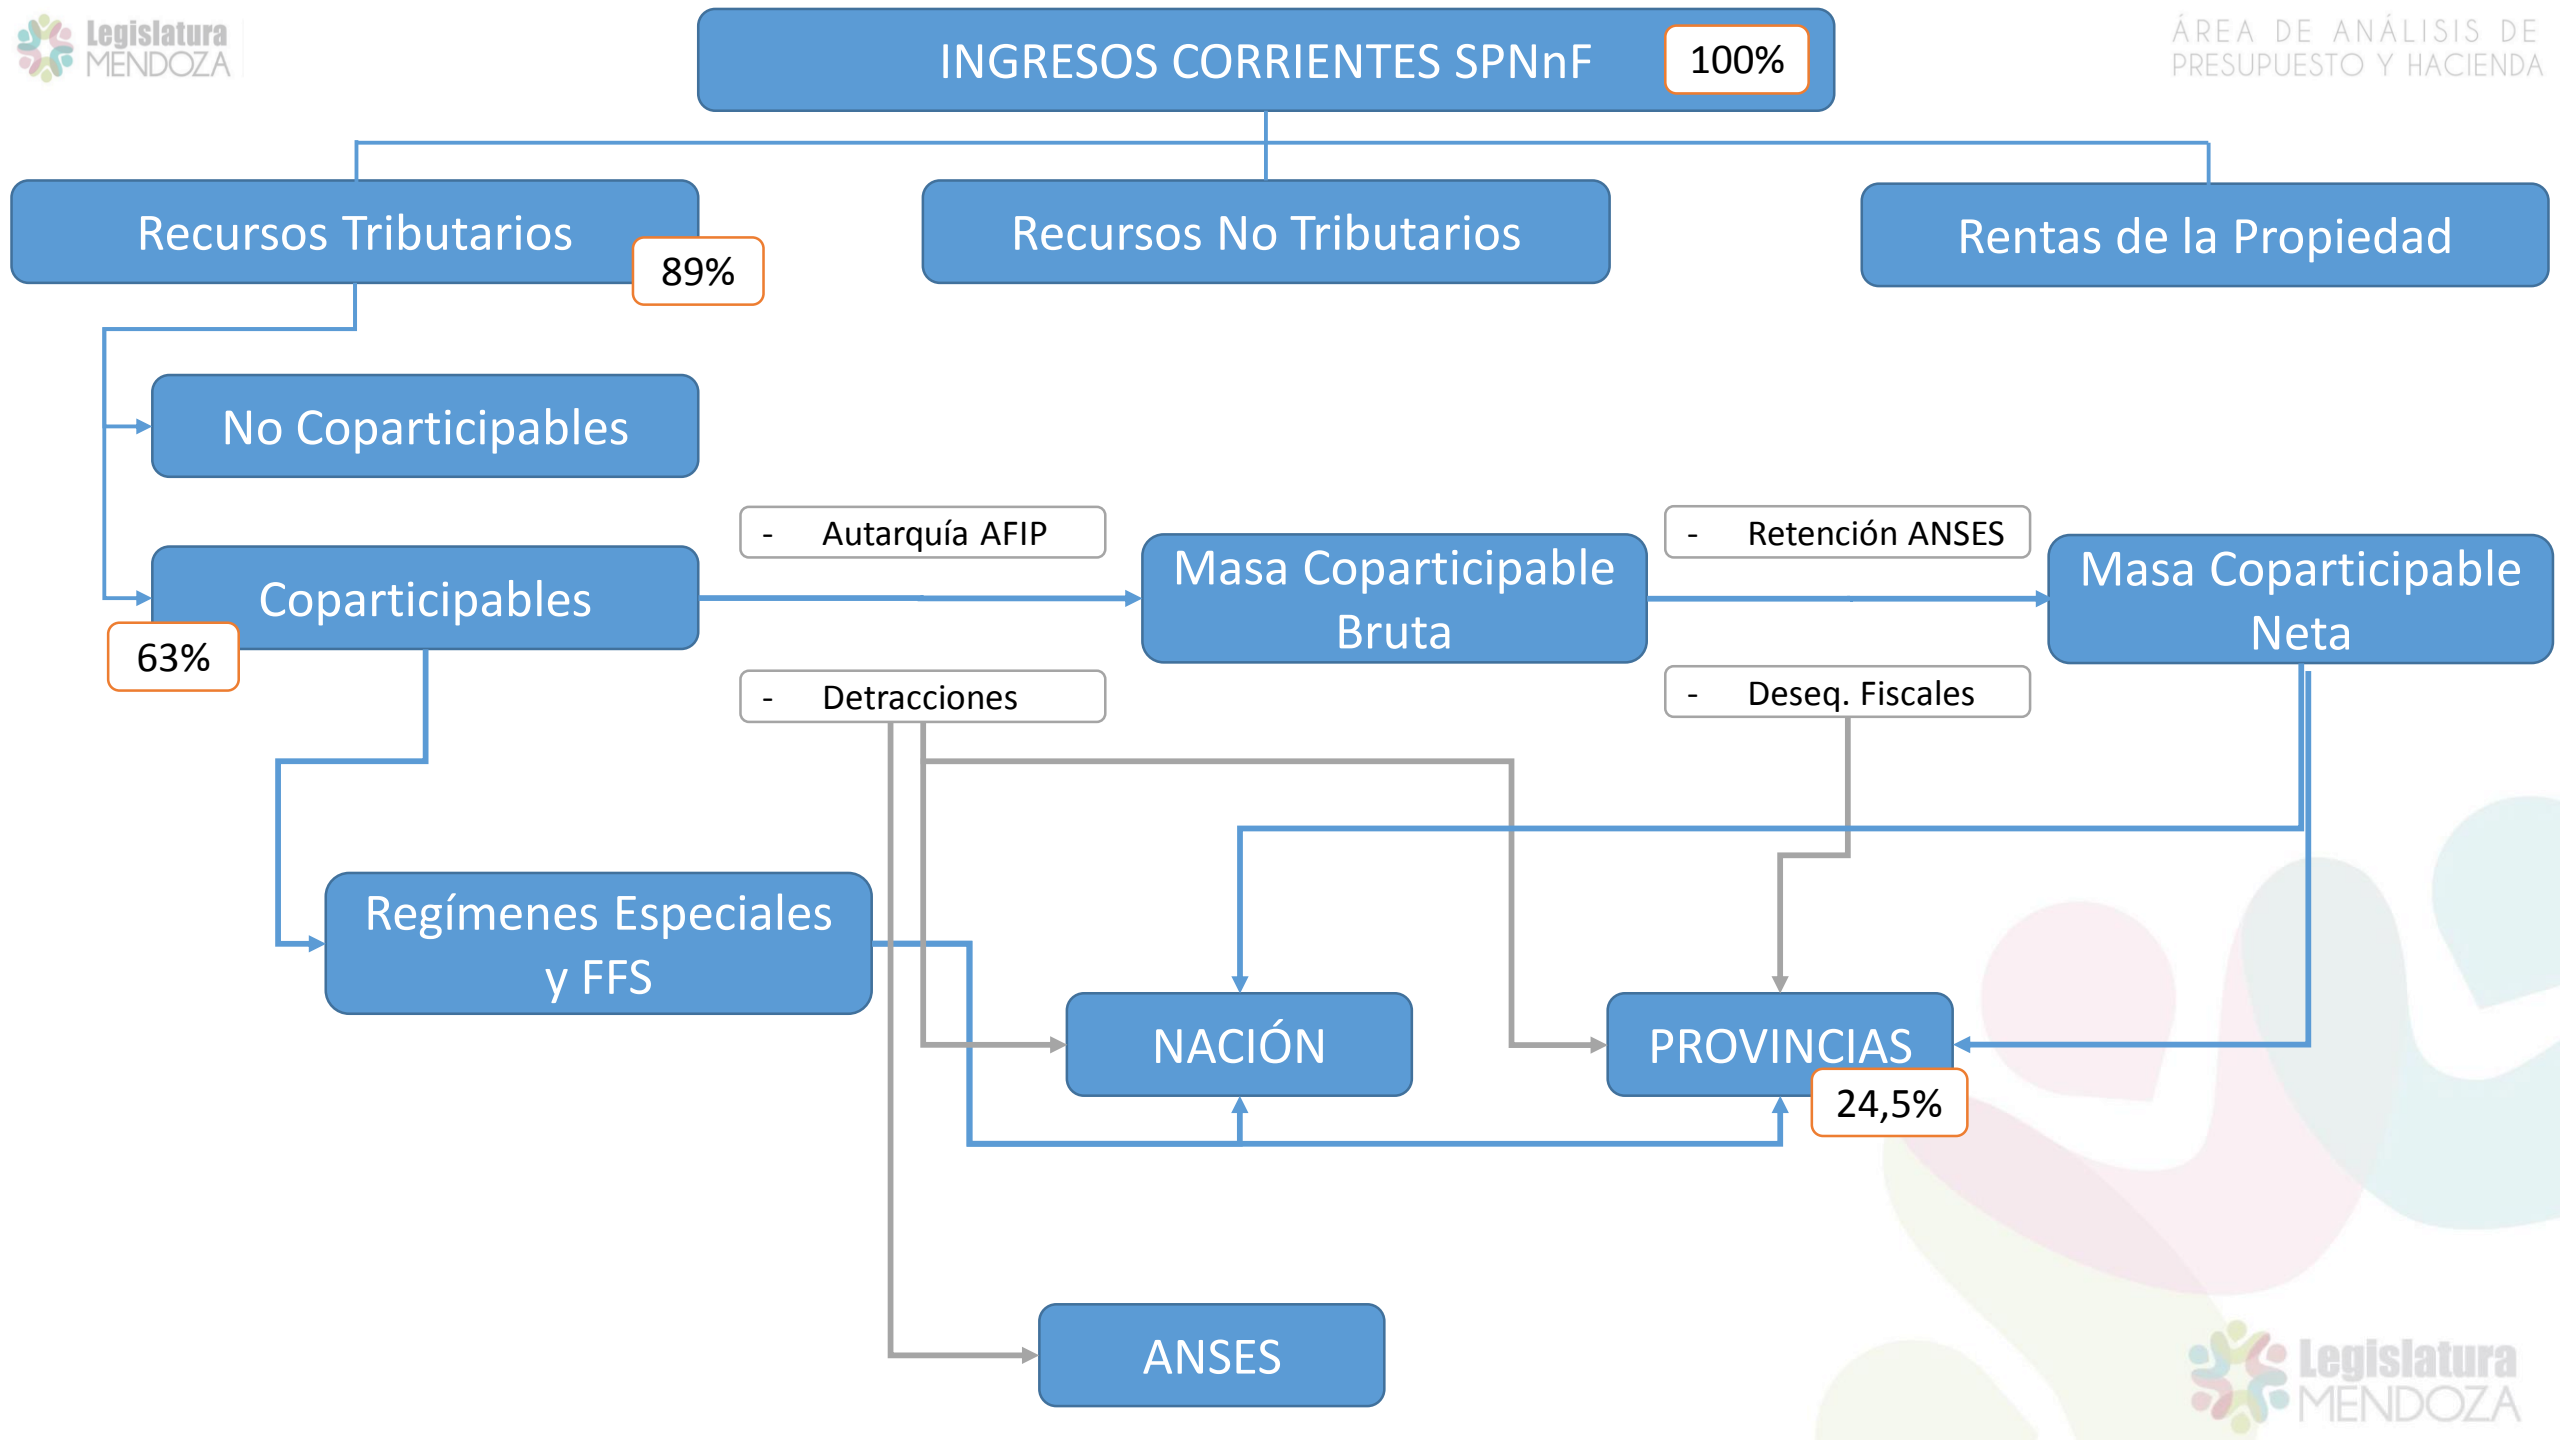 Legislatura
MENDOZA
INGRESOS CORRIENTES SPNnF
100%
ÁREA DE ANÁLISIS DE
PRESUPUESTO Y HACIENDA
Recursos Tributarios
89%
Recursos No Tributarios
Rentas de la Propiedad
No Coparticipables
- Autarquía AFIP
- Retención ANSES
Coparticipables
63%
Masa Coparticipable
Bruta
Masa Coparticipable
Neta
- Detracciones
- Deseq. Fiscales
Regímenes Especiales
y FFS
NACIÓN
PROVINCIAS
24,5%
ANSES
Legislatura
MENDOZA